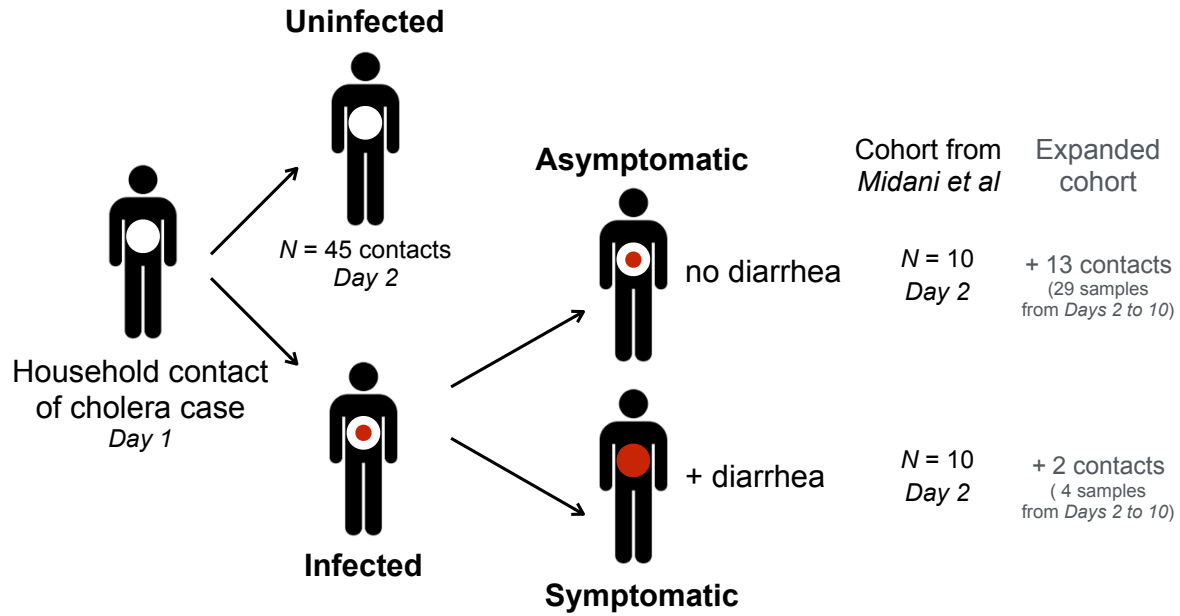 Uninfected
N = 45 contacts
Day 2
Household contact
of cholera case
Day 1
Infected
Asymptomatic
no diarrhea
Symptomatic
+ diarrhea
Cohort from
Midani et al
N = 10
Day 2
N = 10
Day 2
Expanded
cohort
+ 13 contacts
(29 samples
from Days 2 to 10)
+ 2 contacts
( 4 samples
from Days 2 to 10)